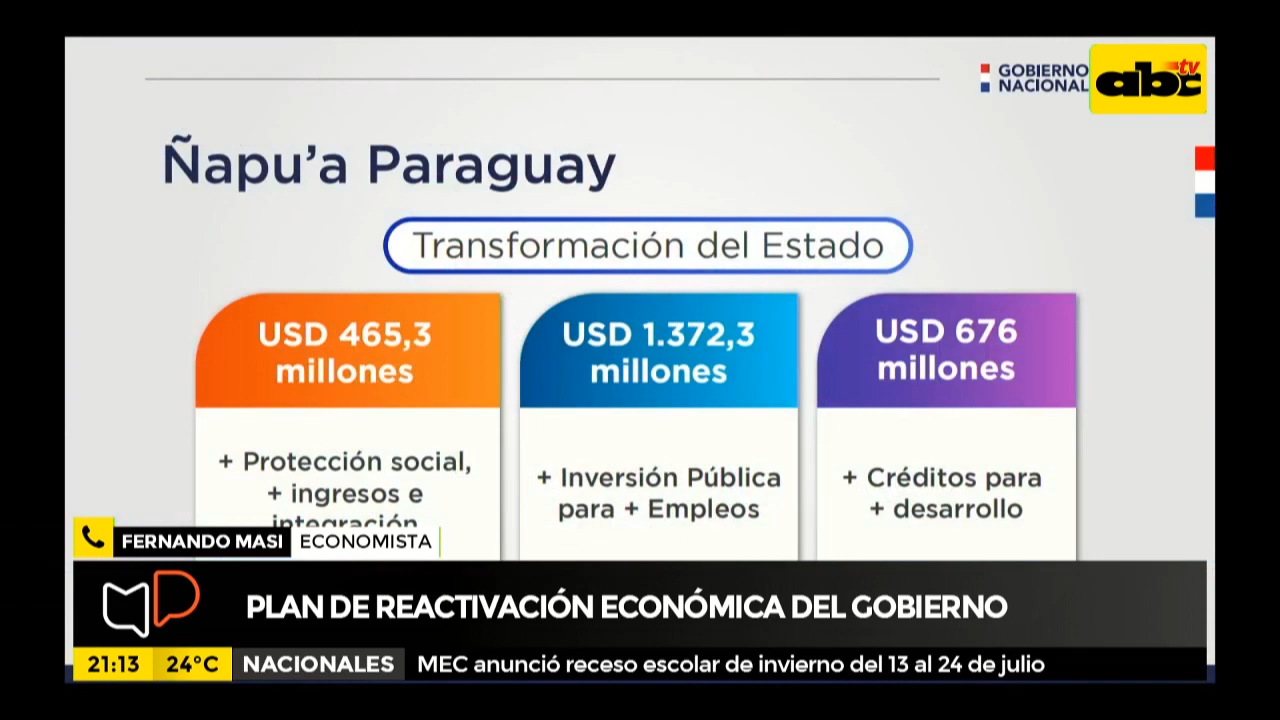 GOBIERNO
NACIONAL
abc tv
Ñapu’a Paraguay
Transformación del Estado
USD 465,3
millones
USD 1.372,3
millones
USD 676
millones
+ Protección social,
+ ingresos e
integración
+ Inversión Pública
para + Empleos
+ Créditos para
+ desarrollo
FERNANDO MASI ECONOMISTA
PLAN DE REACTIVACIÓN ECONÓMICA DEL GOBIERNO
21:13 24°C NACIONALES MEC anunció receso escolar de invierno del 13 al 24 de julio